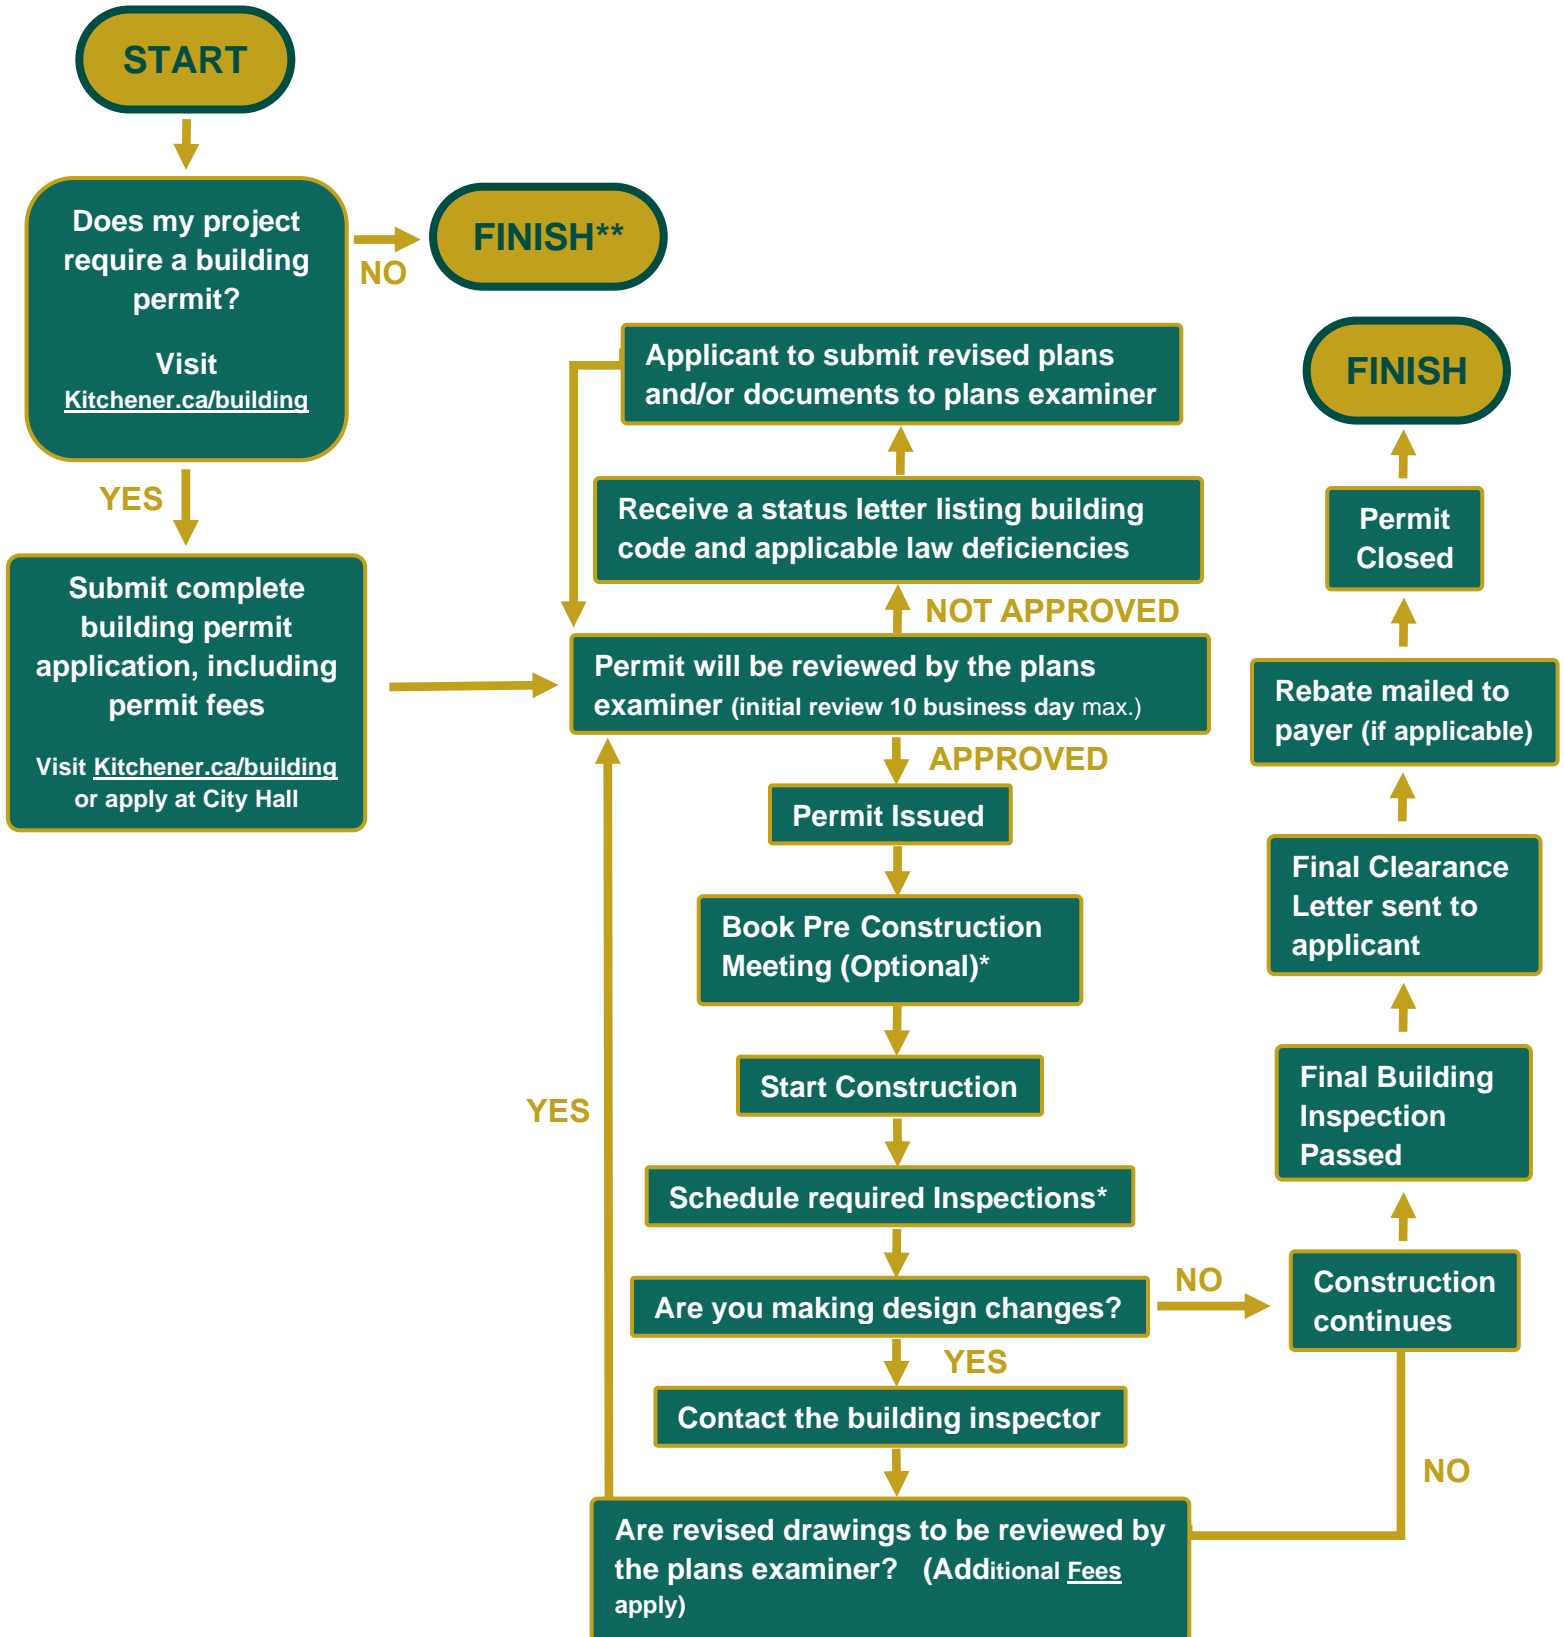 START
Does my project
require a building
permit?
Visit
Kitchener.ca/building
NO
FINISH**
YES
Submit complete
building permit
application, including
permit fees
Visit Kitchener.ca/building
or apply at City Hall
Applicant to submit revised plans
and/or documents to plans examiner
Receive a status letter listing building
code and applicable law deficiencies
NOT APPROVED
Permit will be reviewed by the plans
examiner (initial review 10 business day max.)
APPROVED
Permit Issued
Book Pre Construction
Meeting (Optional)*
Start Construction
YES
Schedule required Inspections*
Are you making design changes?
NO
YES
Contact the building inspector
Are revised drawings to be reviewed by
the plans examiner? (Additional Fees
apply)
NO
Construction
continues
Final Building
Inspection
Passed
Final Clearance
Letter sent to
applicant
Rebate mailed to
payer (if applicable)
Permit
Closed
FINISH